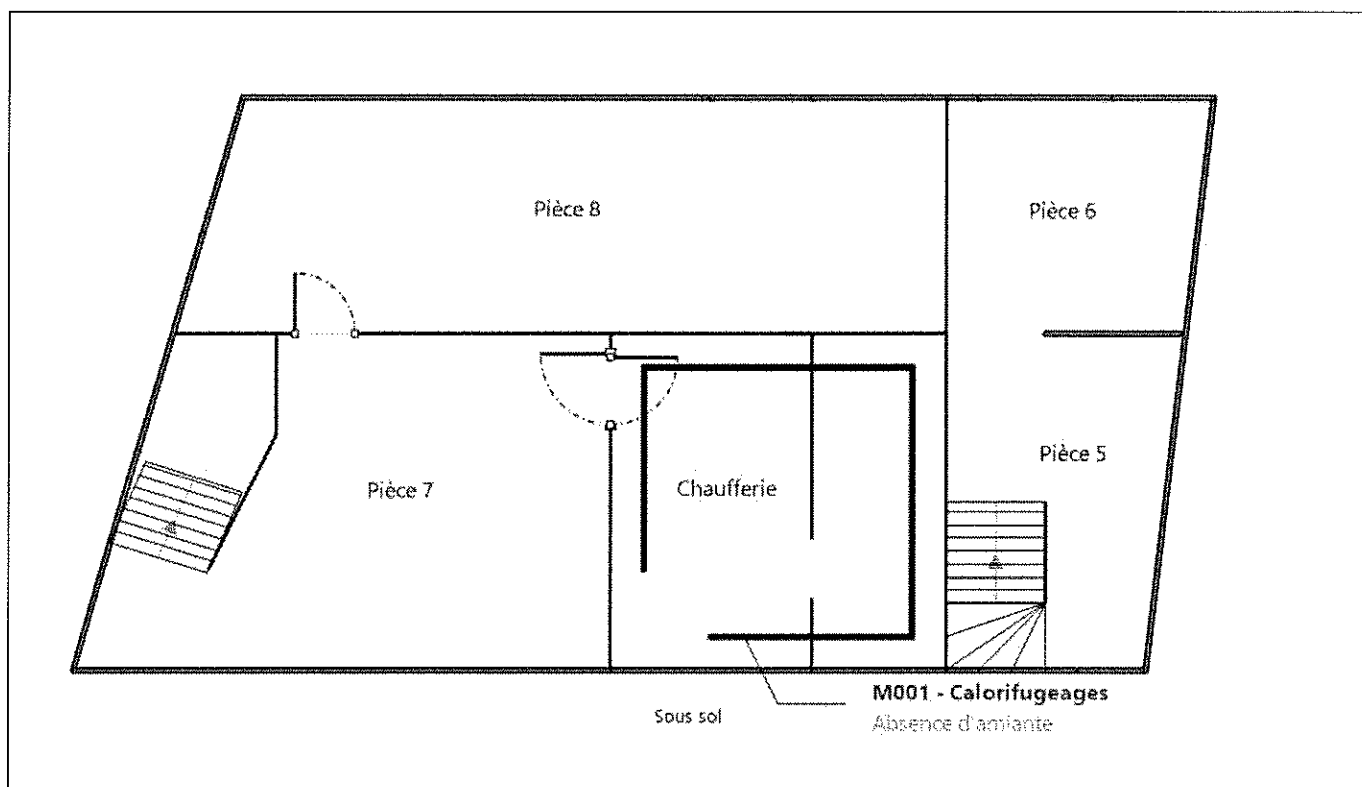 Pièce 8
Pièce 6
Pièce 5
Pièce 7
Chaufferie
M001 - Calorifugeages
Absence d'amiante
Sous sol